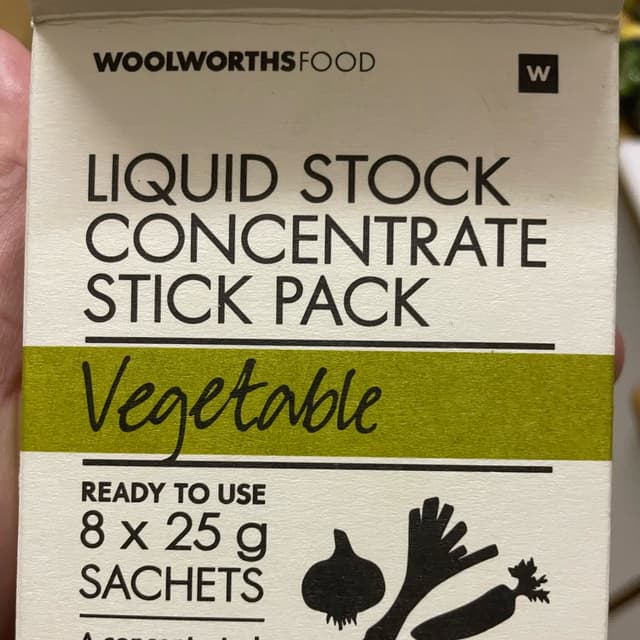 WOOLWORTHSFOOD
W
LIQUID STOCK
CONCENTRATE
STICK PACK
Vegetable
READY TO USE
8 x 25 g
SACHETS